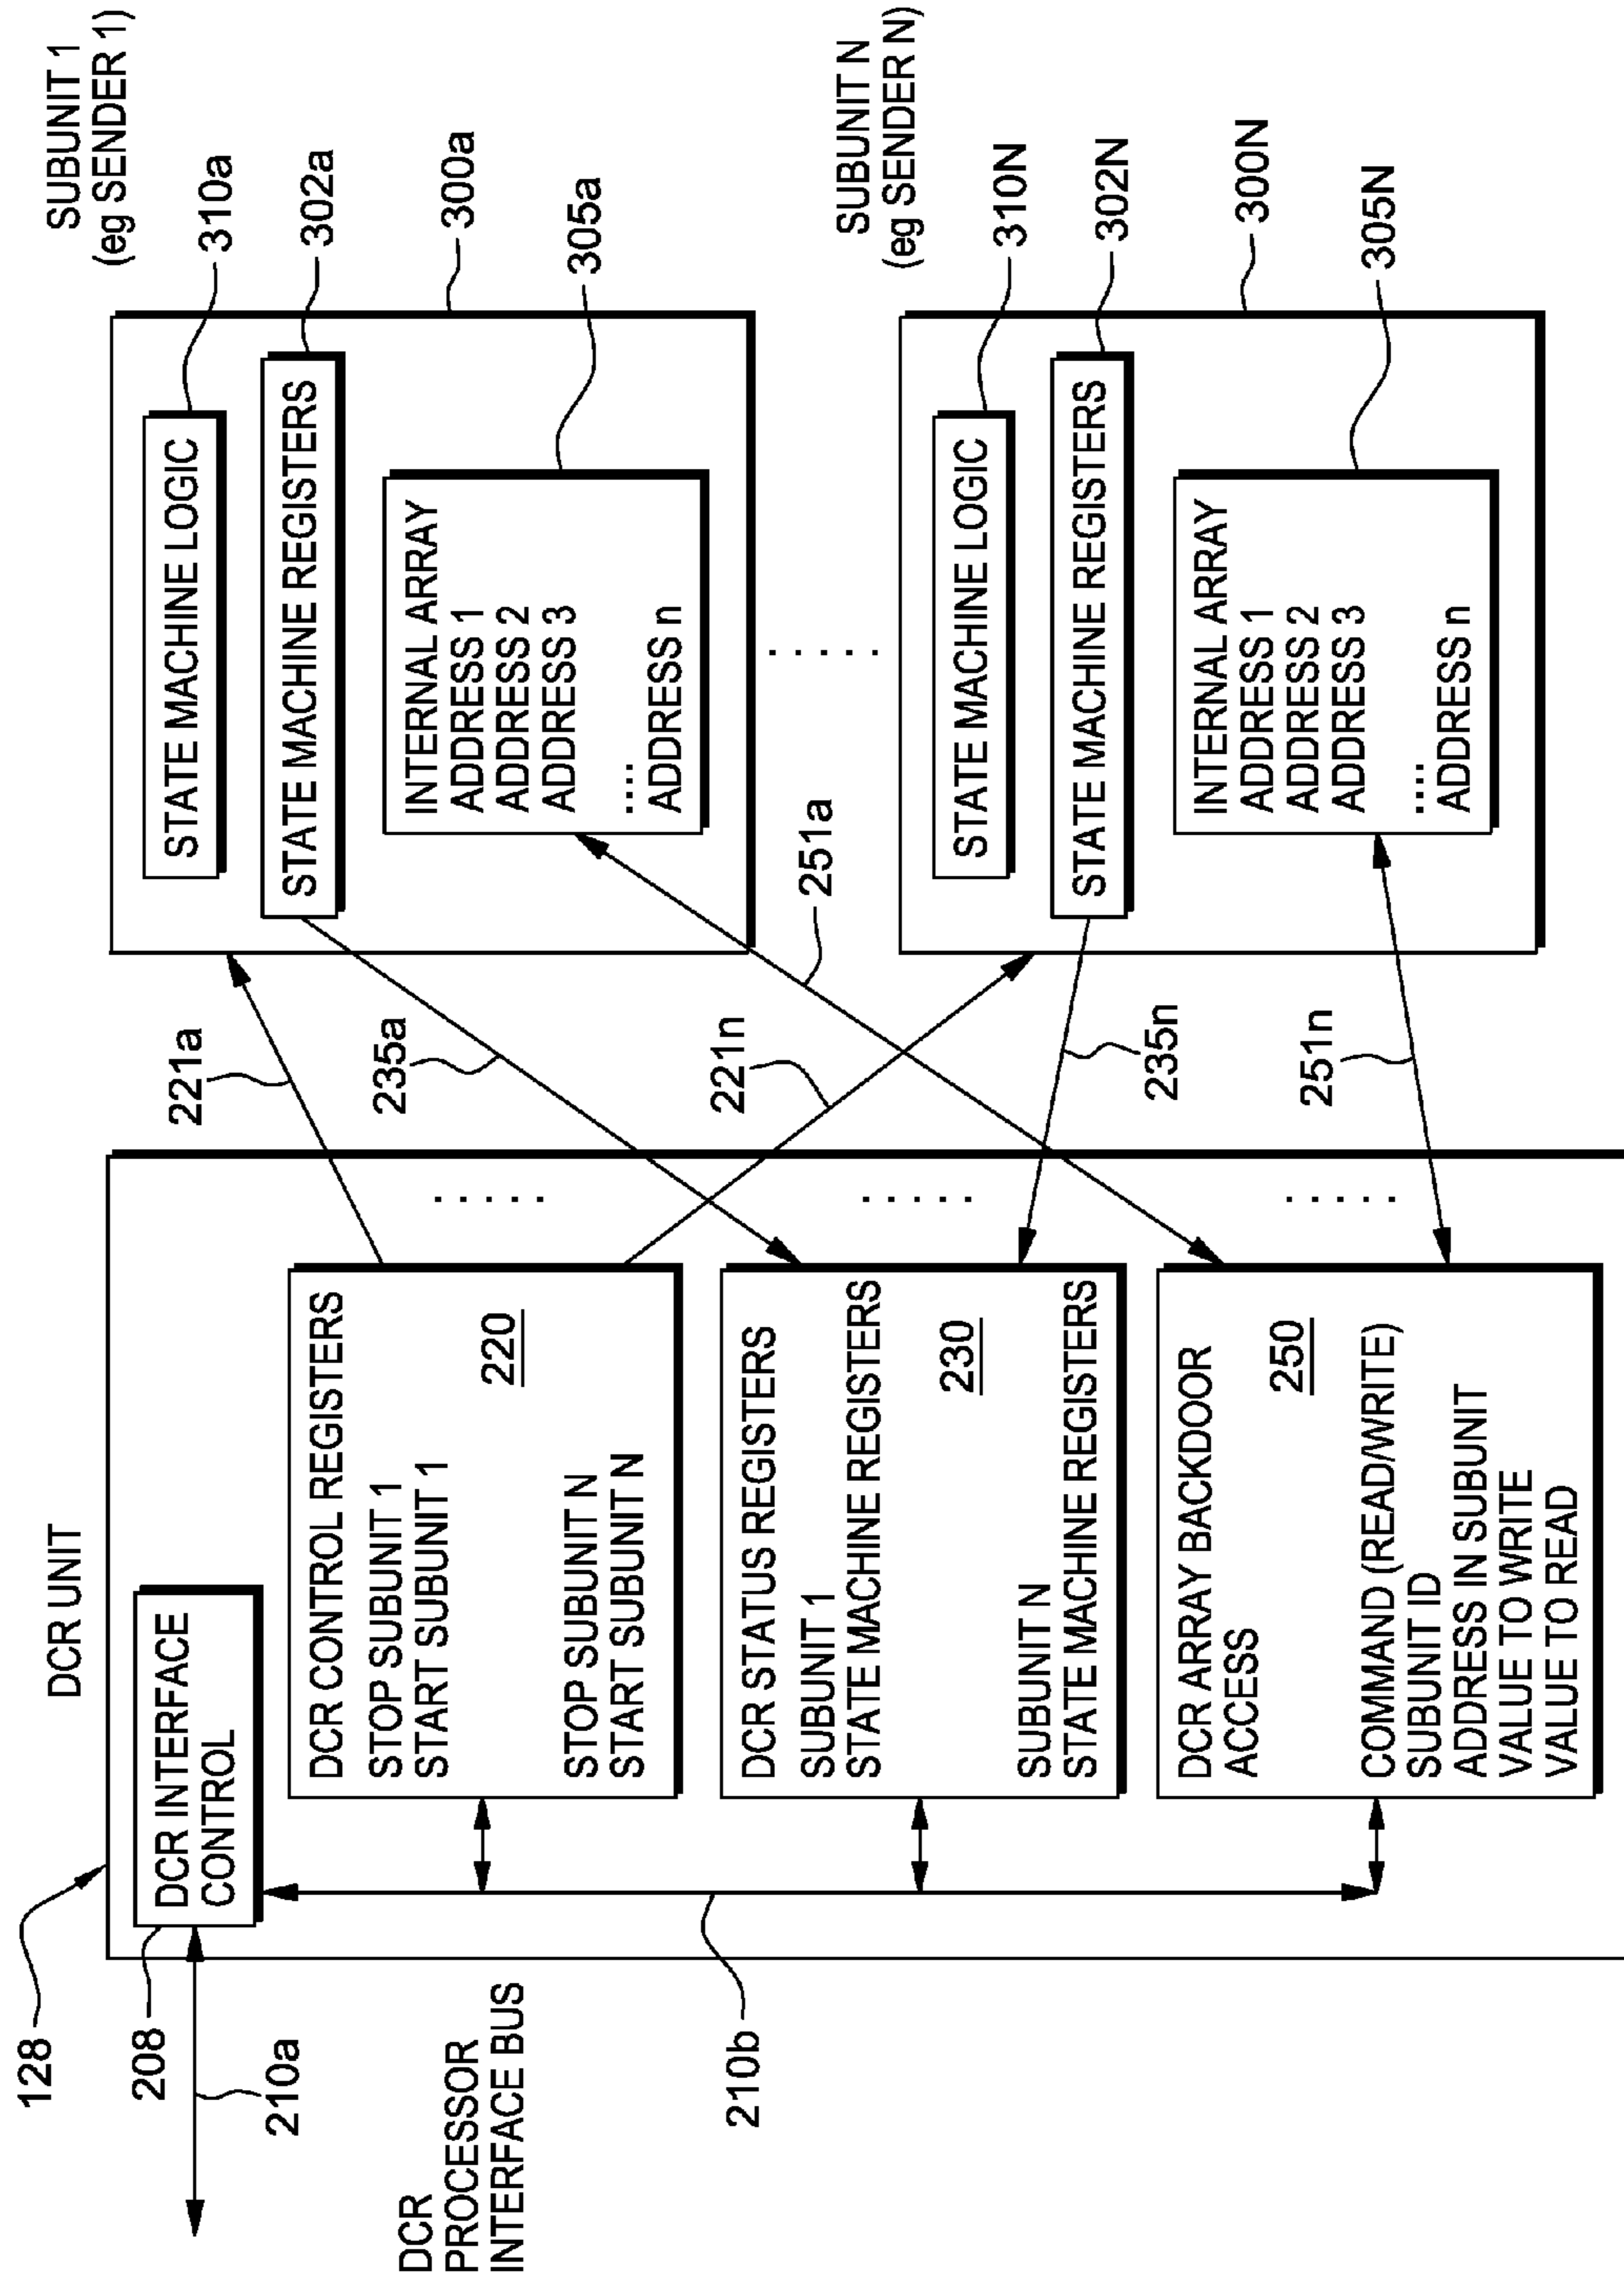 128
208
210a
DCR
PROCESSOR
INTERFACE BUS
DCR UNIT
DCR INTERFACE
CONTROL
210b
DCR CONTROL REGISTERS
STOP SUBUNIT 1
START SUBUNIT 1
220
STOP SUBUNIT N
START SUBUNIT N
DCR STATUS REGISTERS
SUBUNIT 1
STATE MACHINE REGISTERS
230
SUBUNIT N
STATE MACHINE REGISTERS
DCR ARRAY BACKDOOR
ACCESS
250
COMMAND (READ/WRITE)
SUBUNIT ID
ADDRESS IN SUBUNIT
VALUE TO WRITE
VALUE TO READ
.....
.....
.....
221a
235a
221n
251a
235n
251n
SUBUNIT 1
(eg SENDER 1)
STATE MACHINE LOGIC
310a
STATE MACHINE REGISTERS
302a
300a
INTERNAL ARRAY
ADDRESS 1
ADDRESS 2
ADDRESS 3
....
ADDRESS n
305a
.....
SUBUNIT N
(eg SENDER N)
STATE MACHINE LOGIC
310N
STATE MACHINE REGISTERS
302N
300N
INTERNAL ARRAY
ADDRESS 1
ADDRESS 2
ADDRESS 3
....
ADDRESS n
305N